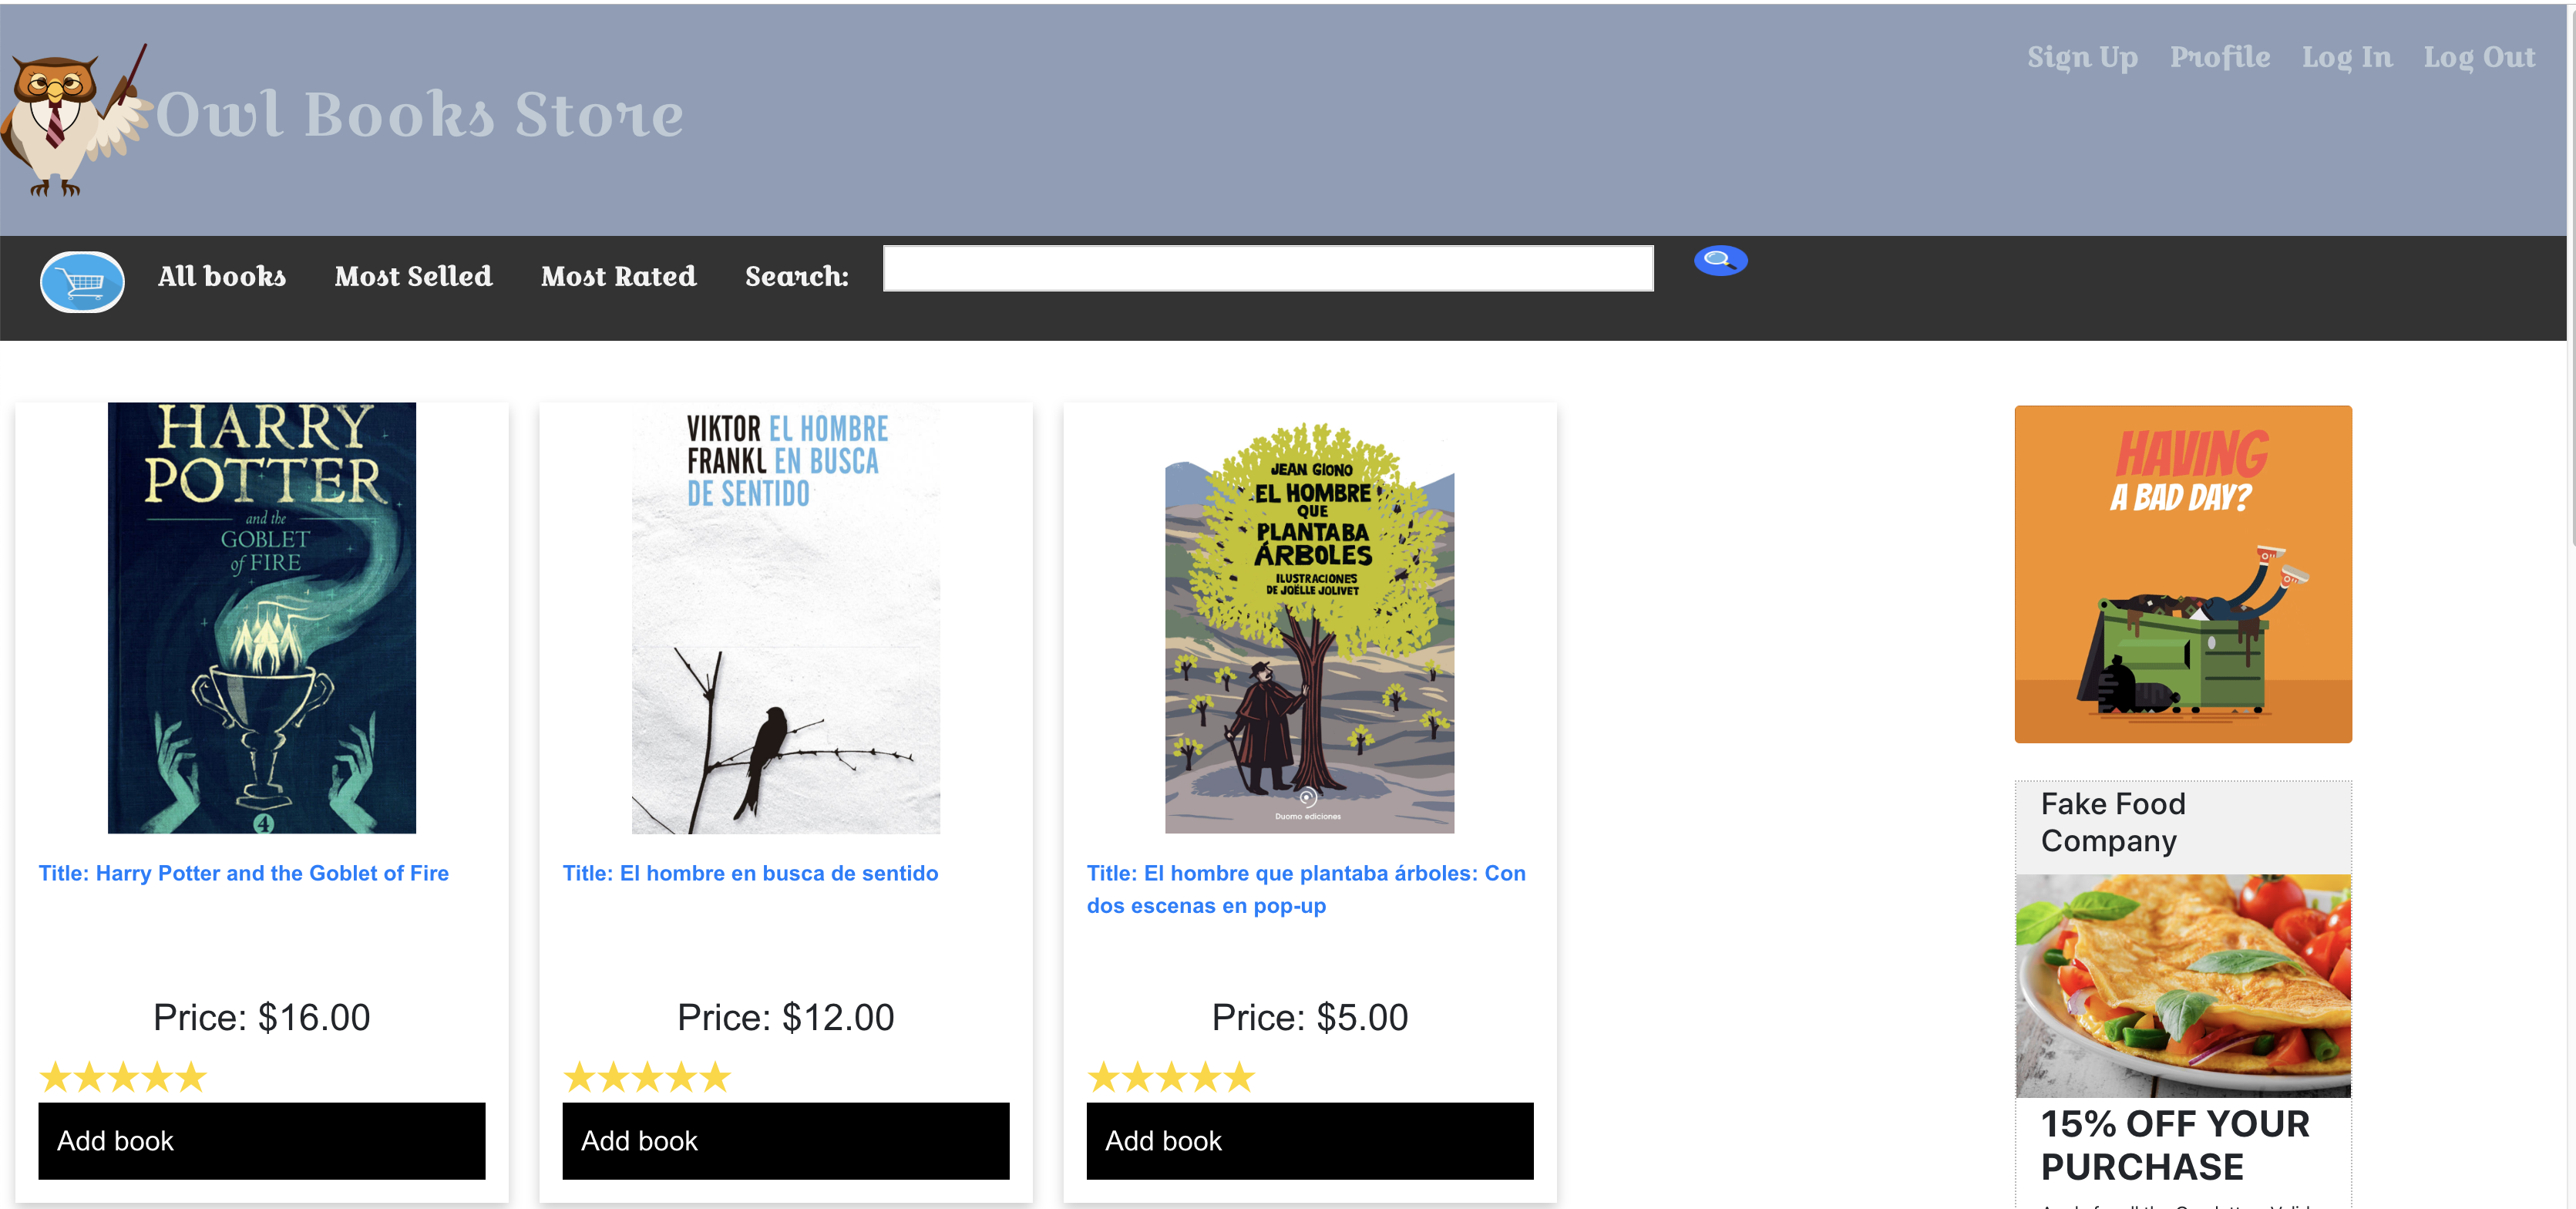 Sign Up Profile Log In Log Out
Owl Books Store
All books Most Selled Most Rated Search:
HARRY
POTTER
and the
GOBLET
of FIRE
4
Title: Harry Potter and the Goblet of Fire
Price: $16.00
Add book
VIKTOR EL HOMBRE
FRANKL EN BUSCA
DE SENTIDO
Title: El hombre en busca de sentido
Price: $12.00
Add book
JEAN GIONO
EL HOMBRE
QUE
PLANTABA
ÁRBOLES
ILUSTRACIONES
DE JOËLLE JOLIVET
Duomo ediciones
Title: El hombre que plantaba árboles: Con
dos escenas en pop-up
Price: $5.00
Add book
HAVING
A BAD DAY?
Fake Food
Company
15% OFF YOUR
PURCHASE